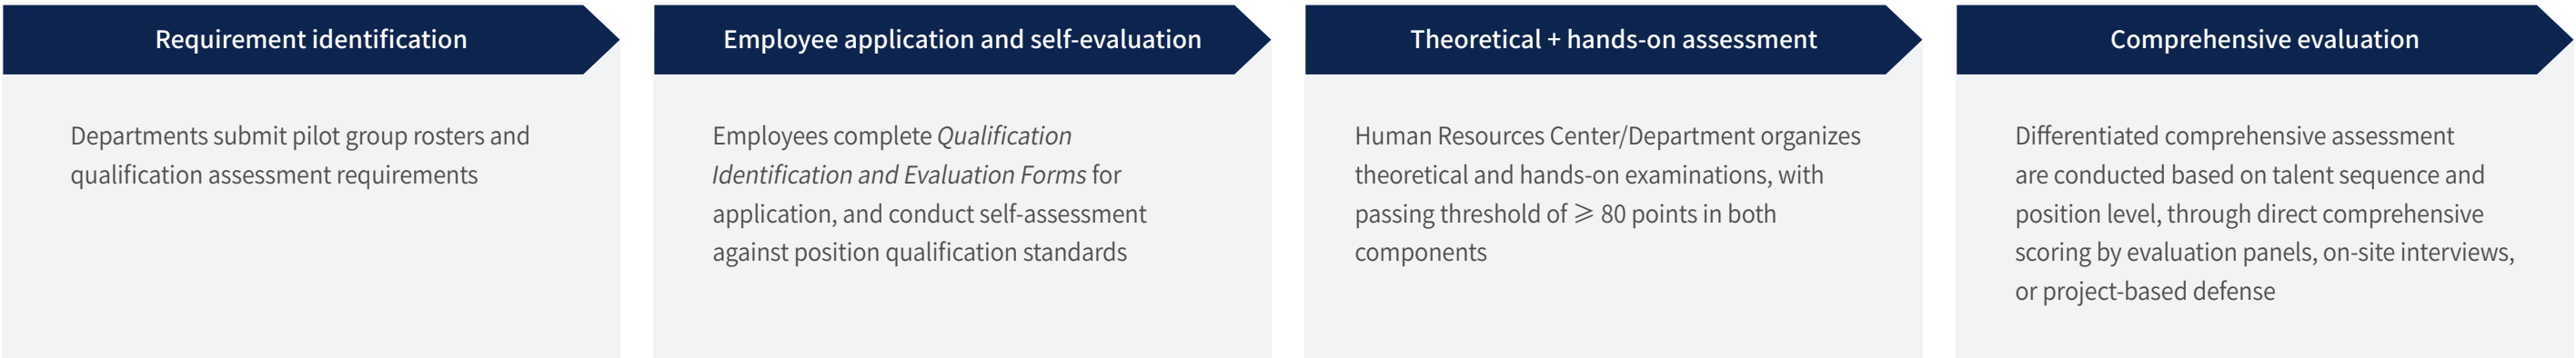 Requirement identification
Departments submit pilot group rosters and
qualification assessment requirements
Employee application and self-evaluation
Employees complete Qualification
Identification and Evaluation Forms for
application, and conduct self-assessment
against position qualification standards
Theoretical + hands-on assessment
Human Resources Center/Department organizes
theoretical and hands-on examinations, with
passing threshold of ⩾ 80 points in both
components
Comprehensive evaluation
Differentiated comprehensive assessment
are conducted based on talent sequence and
position level, through direct comprehensive
scoring by evaluation panels, on-site interviews,
or project-based defense